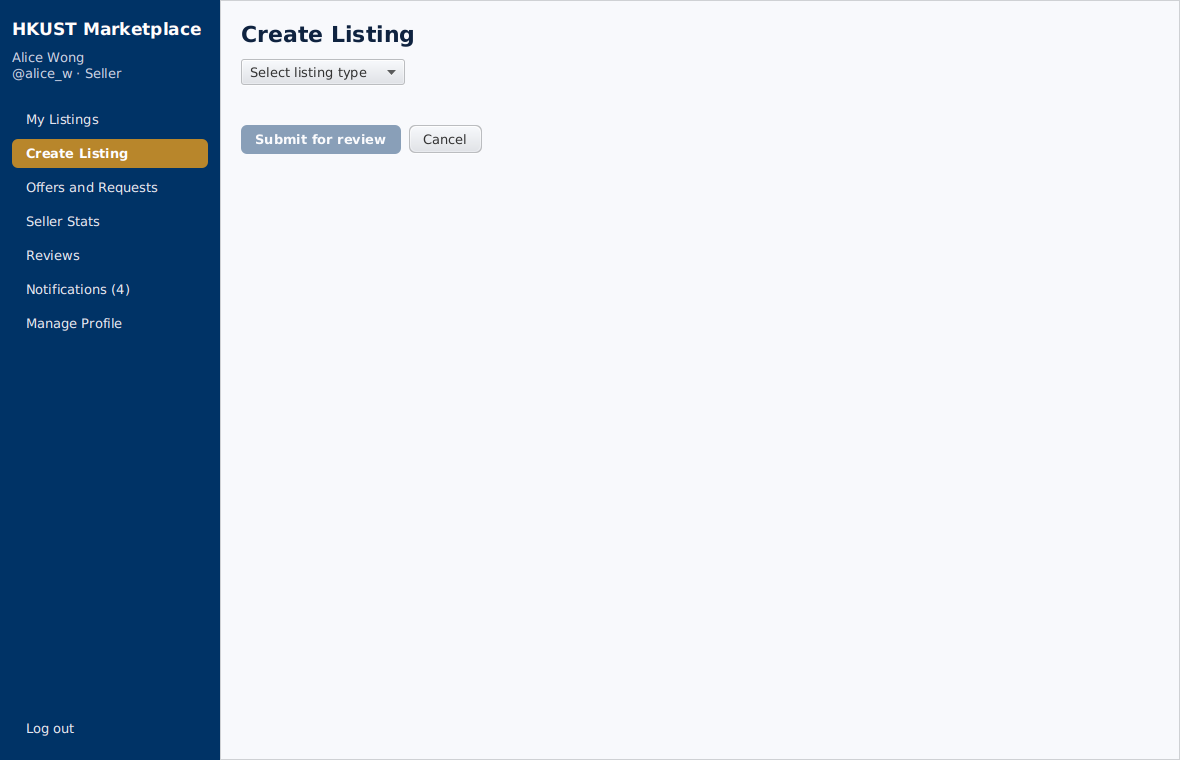 HKUST Marketplace
Alice Wong
@alice_w · Seller
My Listings
Create Listing
Offers and Requests
Seller Stats
Reviews
Notifications (4)
Manage Profile
Log out
Create Listing
Select listing type
Submit for review
Cancel